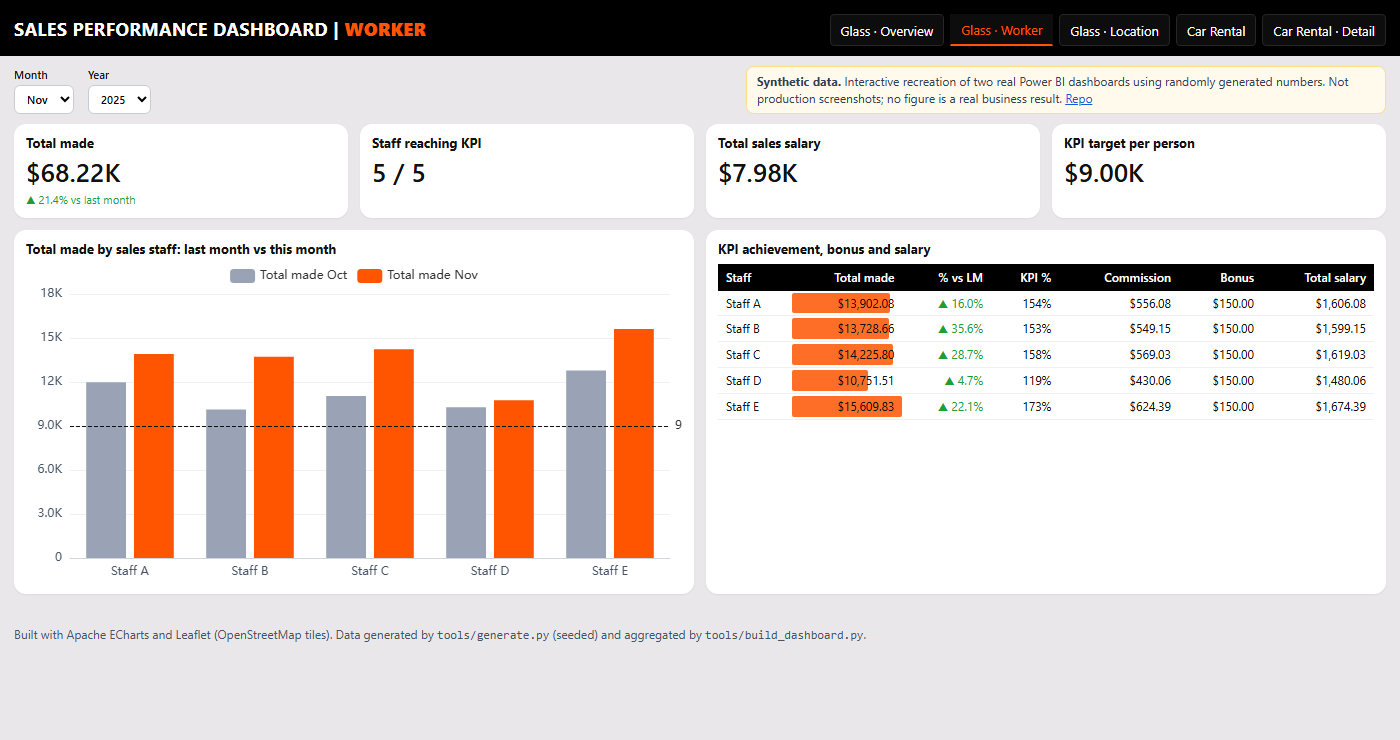 SALES PERFORMANCE DASHBOARD | WORKER
Glass · Overview
Glass · Worker
Glass · Location
Car Rental
Car Rental · Detail
Month
Year
Nov
2025
Synthetic data. Interactive recreation of two real Power BI dashboards using randomly generated numbers. Not
production screenshots; no figure is a real business result. Repo
Total made
$68.22K
▲ 21.4% vs last month
Staff reaching KPI
5 / 5
Total sales salary
$7.98K
KPI target per person
$9.00K
Total made by sales staff: last month vs this month
Total made Oct
Total made Nov
18K
15K
12K
9.0K
9
6.0K
3.0K
0
Staff A
Staff B
Staff C
Staff D
Staff E
KPI achievement, bonus and salary
Staff Total made % vs LM KPI % Commission Bonus Total salary
Staff A $13,902.08 ▲ 16.0% 154% $556.08 $150.00 $1,606.08
Staff B $13,728.66 ▲ 35.6% 153% $549.15 $150.00 $1,599.15
Staff C $14,225.80 ▲ 28.7% 158% $569.03 $150.00 $1,619.03
Staff D $10,751.51 ▲ 4.7% 119% $430.06 $150.00 $1,480.06
Staff E $15,609.83 ▲ 22.1% 173% $624.39 $150.00 $1,674.39
Built with Apache ECharts and Leaflet (OpenStreetMap tiles). Data generated by tools/generate.py (seeded) and aggregated by tools/build_dashboard.py.